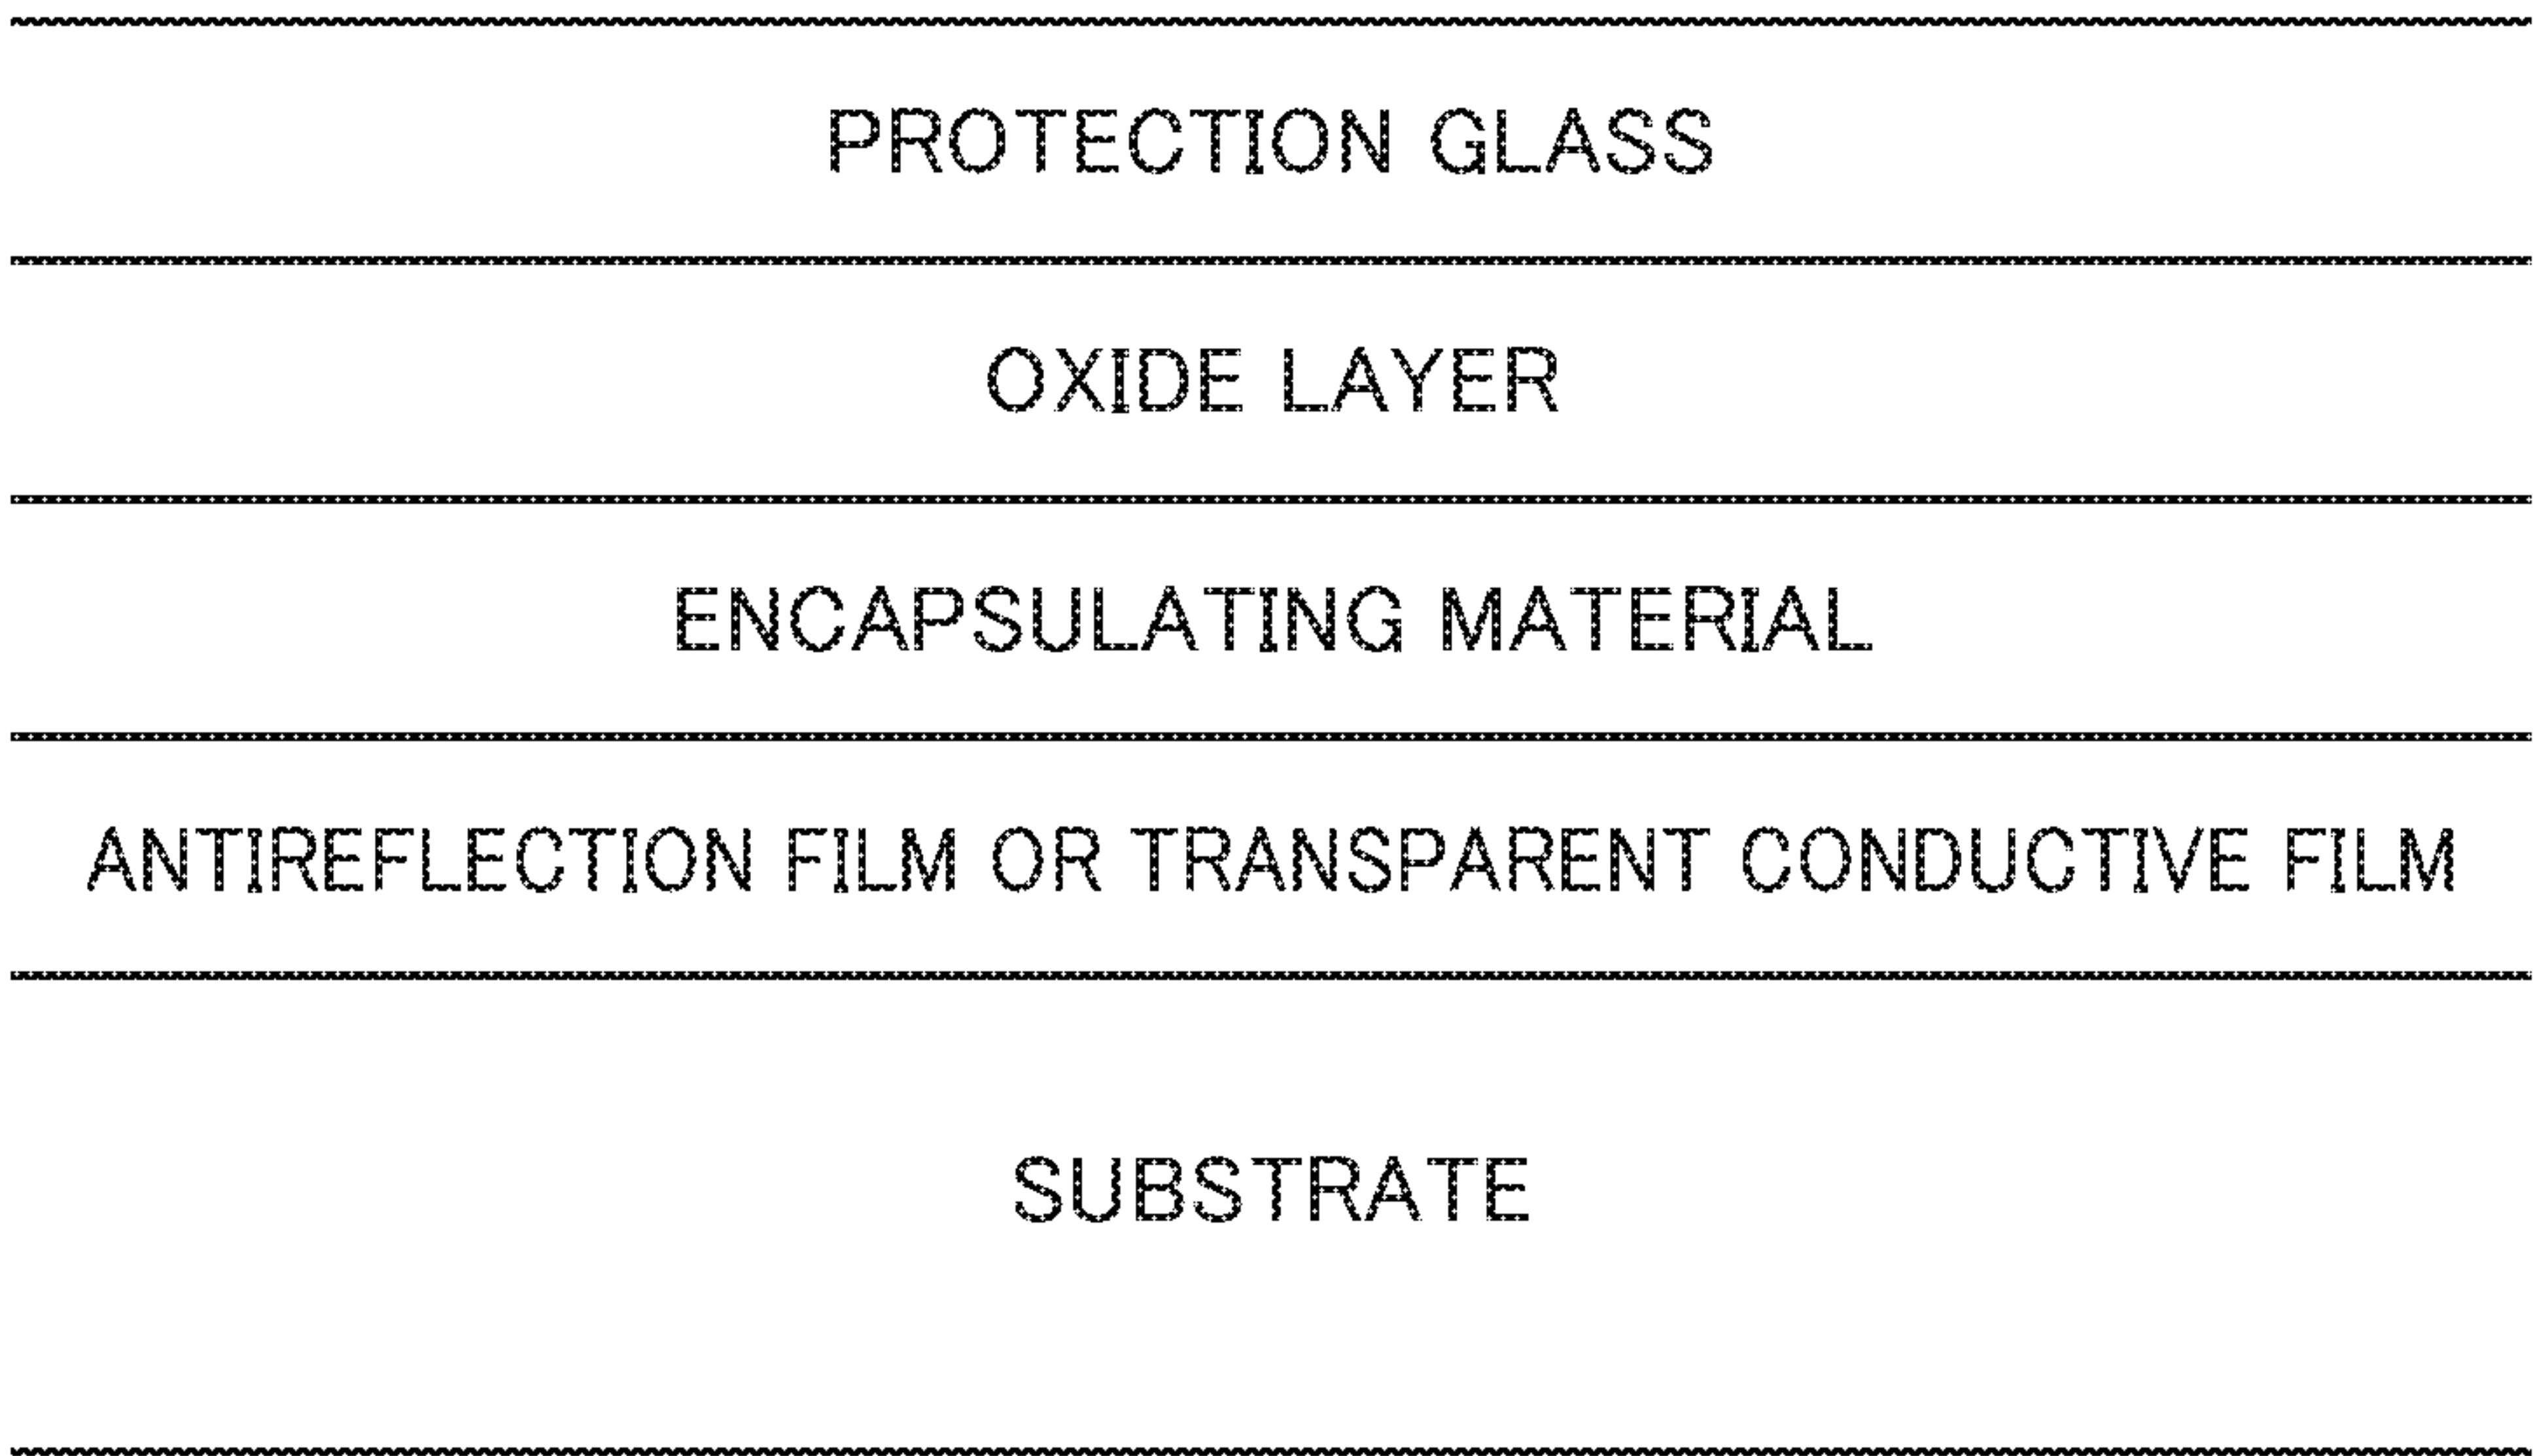 PROTECTION GLASS
OXIDE LAYER
ENCAPSULATING MATERIAL
ANTIREFLECTION FILM OR TRANSPARENT CONDUCTIVE FILM
SUBSTRATE